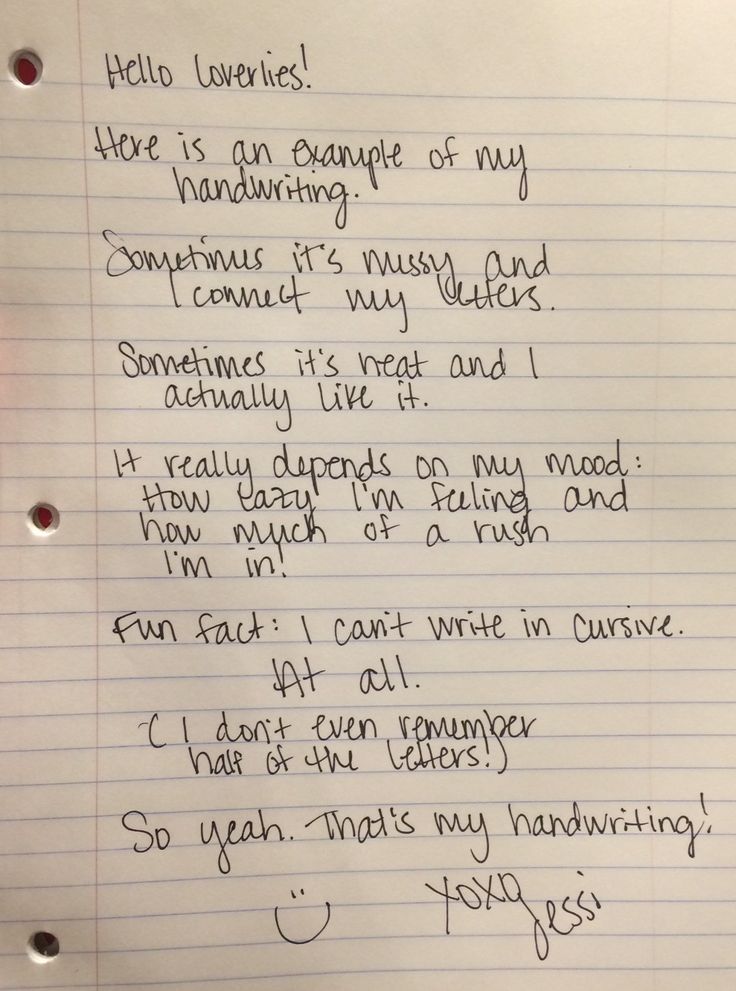 Hello loverlies!
Here is an example of my
handwriting.
Sometimes it's messy and
I connect my letters.
Sometimes it's neat and I
actually like it.
It really depends on my mood:
How lazy I'm feeling and
how much of a rush
I'm in!
Fun fact: I can't write in cursive.
At all.
(I don't even remember
half of the letters!)
So yeah. That's my handwriting!
xoxo
Jessi